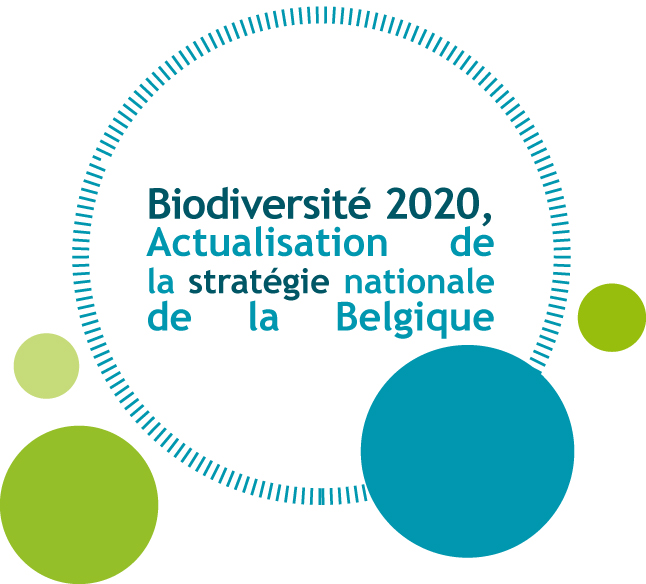 Biodiversité 2020,
Actualisation de
la stratégie nationale
de la Belgique